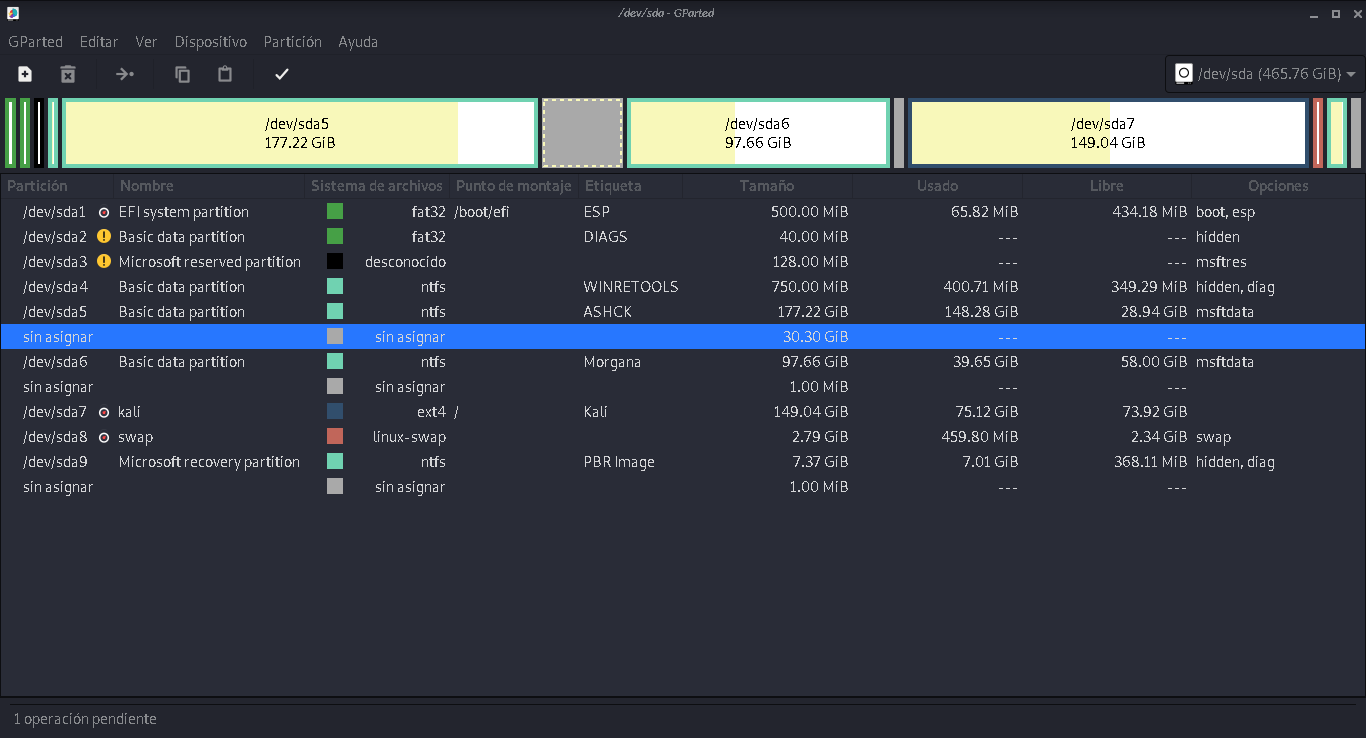 /dev/sda - GParted
GParted Editar Ver Dispositivo Partición Ayuda
/dev/sda (465.76 GiB)
/dev/sda5 /dev/sda6 /dev/sda7
177.22 GiB 97.66 GiB 149.04 GiB
Partición Nombre Sistema de archivos Punto de montaje Etiqueta Tamaño Usado Libre Opciones
/dev/sda1 EFI system partition fat32 /boot/efi ESP 500.00 MiB 65.82 MiB 434.18 MiB boot, esp
/dev/sda2 Basic data partition fat32 DIAGS 40.00 MiB --- --- hidden
/dev/sda3 Microsoft reserved partition desconocido 128.00 MiB --- --- msftres
/dev/sda4 Basic data partition ntfs WINRETOOLS 750.00 MiB 400.71 MiB 349.29 MiB hidden, diag
/dev/sda5 Basic data partition ntfs ASHCK 177.22 GiB 148.28 GiB 28.94 GiB msftdata
sin asignar sin asignar 30.30 GiB --- ---
/dev/sda6 Basic data partition ntfs Morgana 97.66 GiB 39.65 GiB 58.00 GiB msftdata
sin asignar sin asignar 1.00 MiB --- ---
/dev/sda7 kali ext4 / Kali 149.04 GiB 75.12 GiB 73.92 GiB
/dev/sda8 swap linux-swap 2.79 GiB 459.80 MiB 2.34 GiB swap
/dev/sda9 Microsoft recovery partition ntfs PBR Image 7.37 GiB 7.01 GiB 368.11 MiB hidden, diag
sin asignar sin asignar 1.00 MiB --- ---
1 operación pendiente